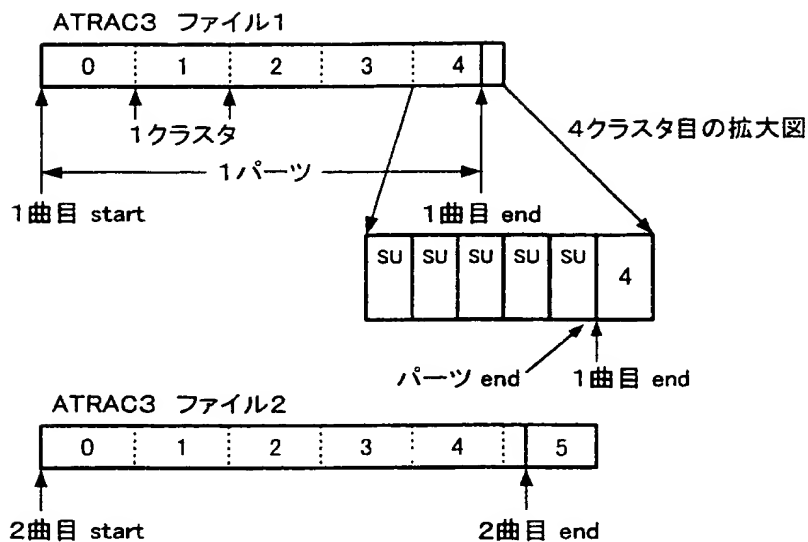 ATRAC3 ファイル1
0 1 2 3 4
1クラスタ
4クラスタ目の拡大図
1パーツ
1曲目 start
1曲目 end
SU SU SU SU SU 4
パーツ end
1曲目 end
ATRAC3 ファイル2
0 1 2 3 4 5
2曲目 start
2曲目 end